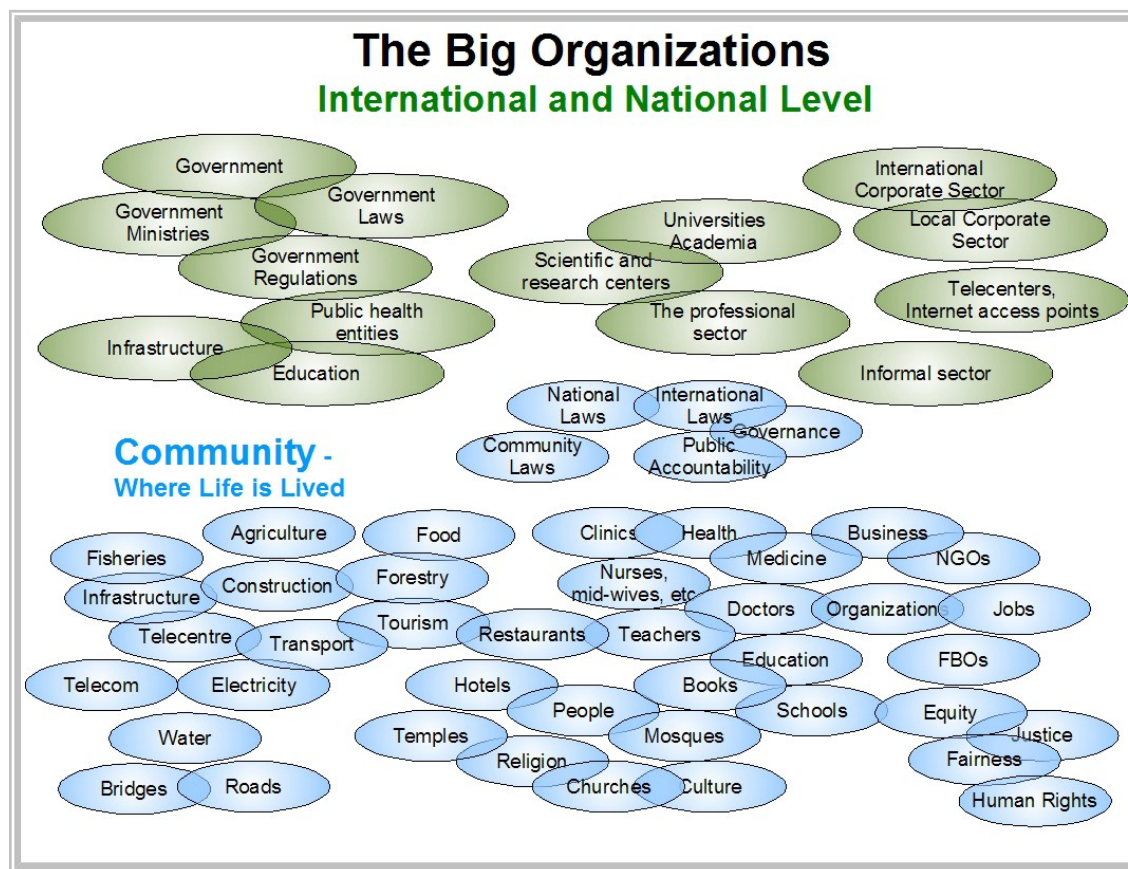 The Big Organizations
International and National Level
Government
Government
Laws
Government
Ministries
Government
Regulations
Public health
entities
Infrastructure
Education
Universities
Academia
Scientific and
research centers
The professional
sector
International
Corporate Sector
Local Corporate
Sector
Telecenters,
Internet access points
Informal sector
National
Laws
International
Laws
Governance
Community
Laws
Public
Accountability
Community -
Where Life is Lived
Agriculture
Food
Fisheries
Construction
Forestry
Infrastructure
Tourism
Telecentre
Transport
Restaurants
Telecom
Electricity
Water
Bridges
Roads
Clinics
Health
Medicine
Business
NGOs
Nurses,
mid-wives, etc
Doctors
Organizations
Jobs
Teachers
Education
FBOs
Hotels
Books
People
Schools
Equity
Temples
Mosques
Justice
Religion
Fairness
Churches
Culture
Human Rights